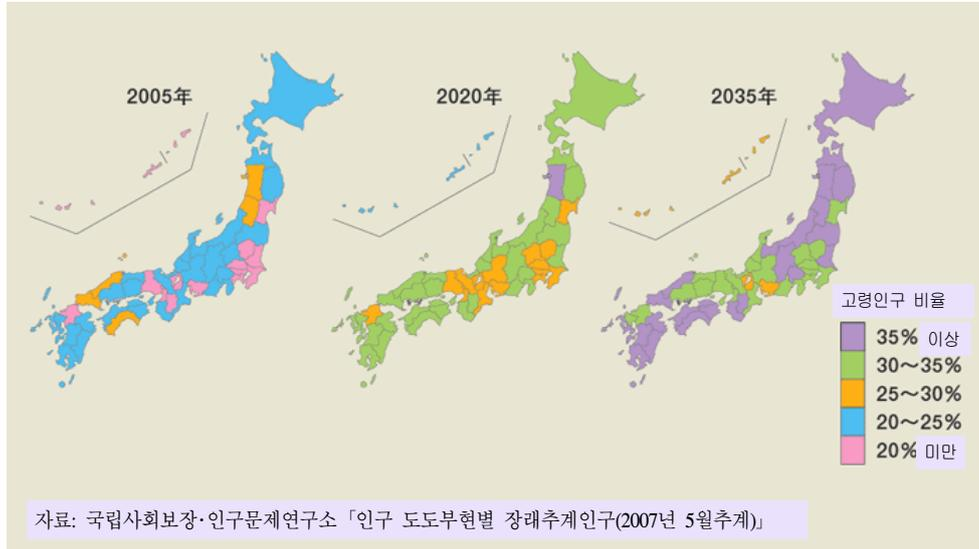 2005年
2020年
2035年
고령인구 비율
35% 이상
30～35%
25～30%
20～25%
20% 미만
자료: 국립사회보장·인구문제연구소「인구 도도부현별 장래추계인구(2007년 5월추계)」